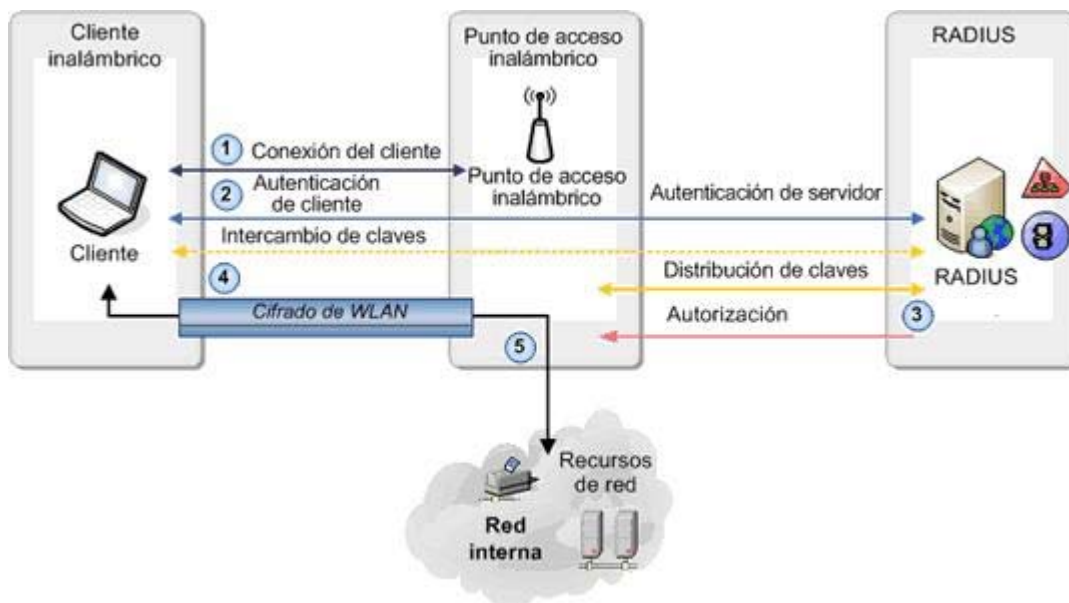 Cliente
inalámbrico
Punto de acceso
inalámbrico
RADIUS
1
Conexión del cliente
Punto de acceso
inalámbrico
2
Autenticación
de cliente
Autenticación de servidor
Cliente
Intercambio de claves
RADIUS
Distribución de claves
4
Cifrado de WLAN
Autorización
3
5
Recursos
de red
Red
interna